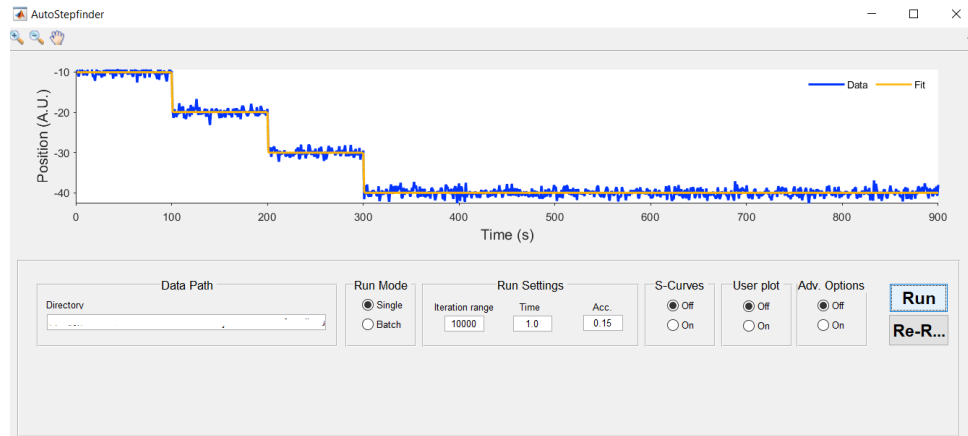 AutoStepfinder
Position (A.U.)
-10
-20
-30
-40
Data Fit
0 100 200 300 400 500 600 700 800 900
Time (s)
Data Path
Directory
Run Mode
Single
Batch
Run Settings
Iteration range Time Acc.
10000 1.0 0.15
S-Curves
Off
On
User plot
Off
On
Adv. Options
Off
On
Run
Re-R...